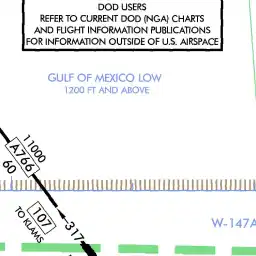 DOD USERS
REFER TO CURRENT DOD (NGA) CHARTS
AND FLIGHT INFORMATION PUBLICATIONS
FOR INFORMATION OUTSIDE OF U.S. AIRSPACE
GULF OF MEXICO LOW
1200 FT AND ABOVE
11000
A766
60
107
317
TO KLAMS
W-147A